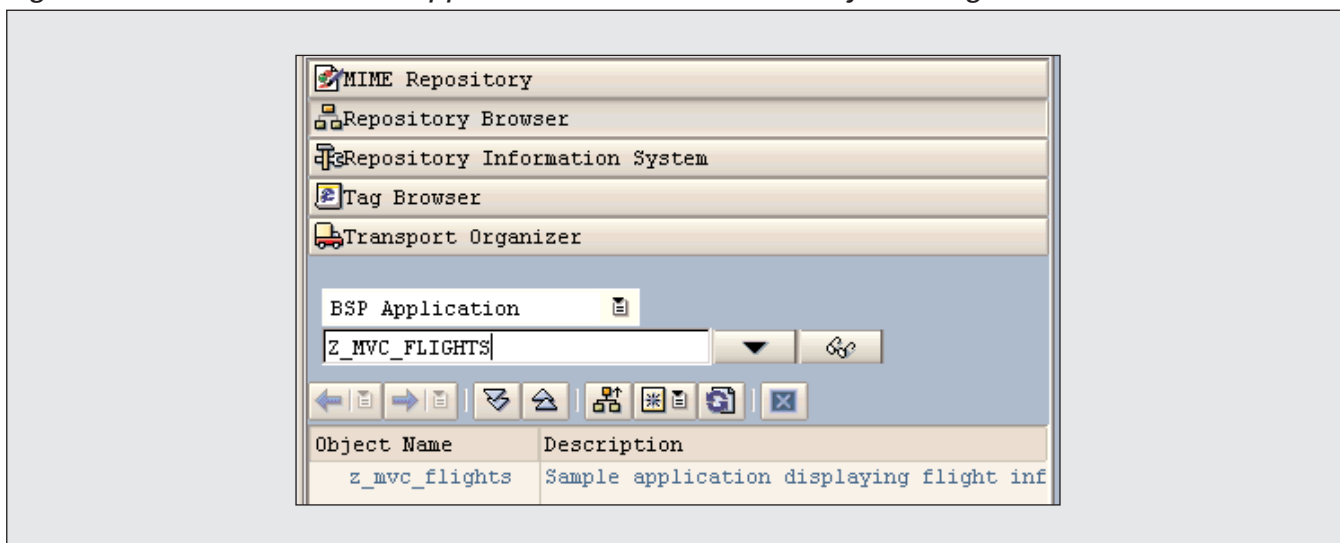 MIME Repository
Repository Browser
Repository Information System
Tag Browser
Transport Organizer
BSP Application
Z_MVC_FLIGHTS
Object Name Description
z_mvc_flights Sample application displaying flight inf